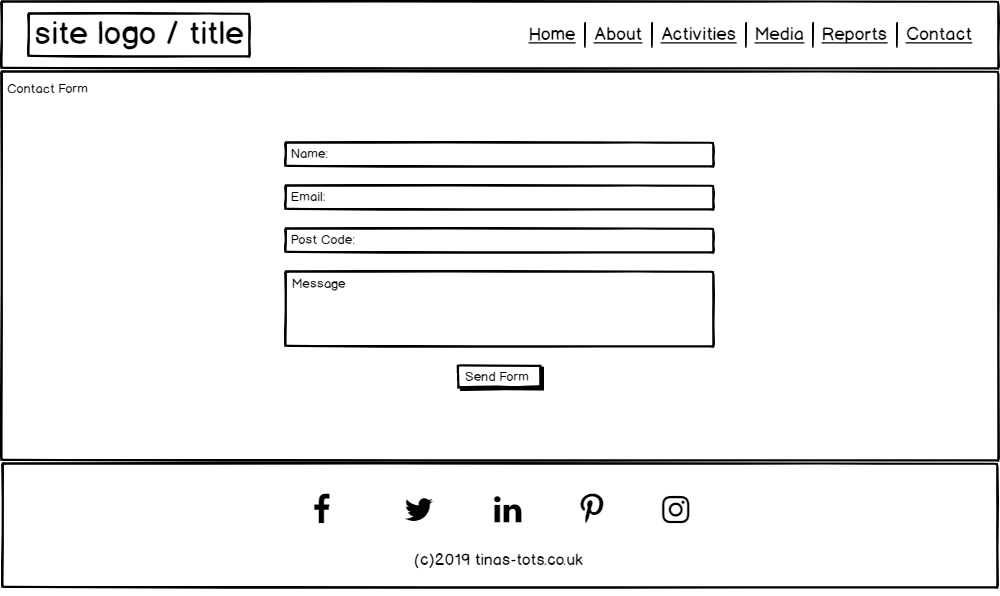 site logo / title
Home | About | Activities | Media | Reports | Contact
Contact Form
Name:
Email:
Post Code:
Message
Send Form
(c)2019 tinas-tots.co.uk